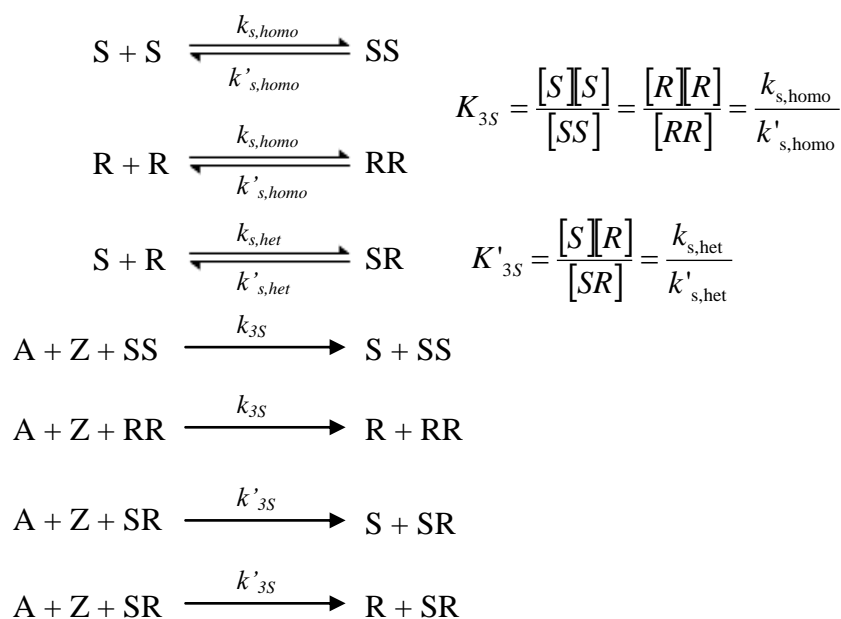 S + S ⇌ SS k_{s,homo} k'_{s,homo}
K_{3S} = [S][S]/[SS] = [R][R]/[RR] = k_{s,homo}/k'_{s,homo}
R + R ⇌ RR k_{s,homo} k'_{s,homo}
S + R ⇌ SR k_{s,het} k'_{s,het}
K'_{3S} = [S][R]/[SR] = k_{s,het}/k'_{s,het}
A + Z + SS → S + SS k_{3S}
A + Z + RR → R + RR k_{3S}
A + Z + SR → S + SR k'_{3S}
A + Z + SR → R + SR k'_{3S}